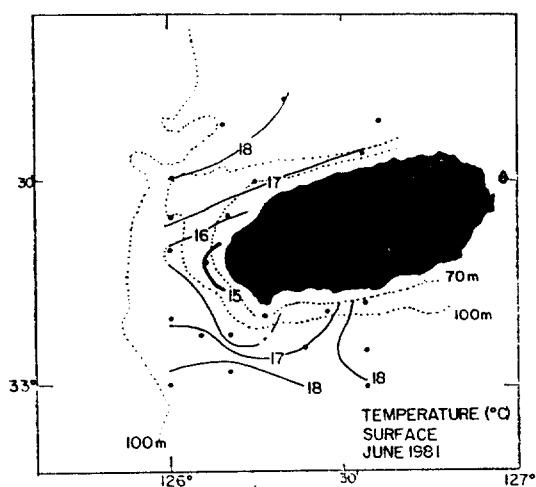 18
30
17
16
15
70m
100m
17
33°
18
18
TEMPERATURE (°C)
SURFACE
JUNE 1981
100m
126°
30'
127°